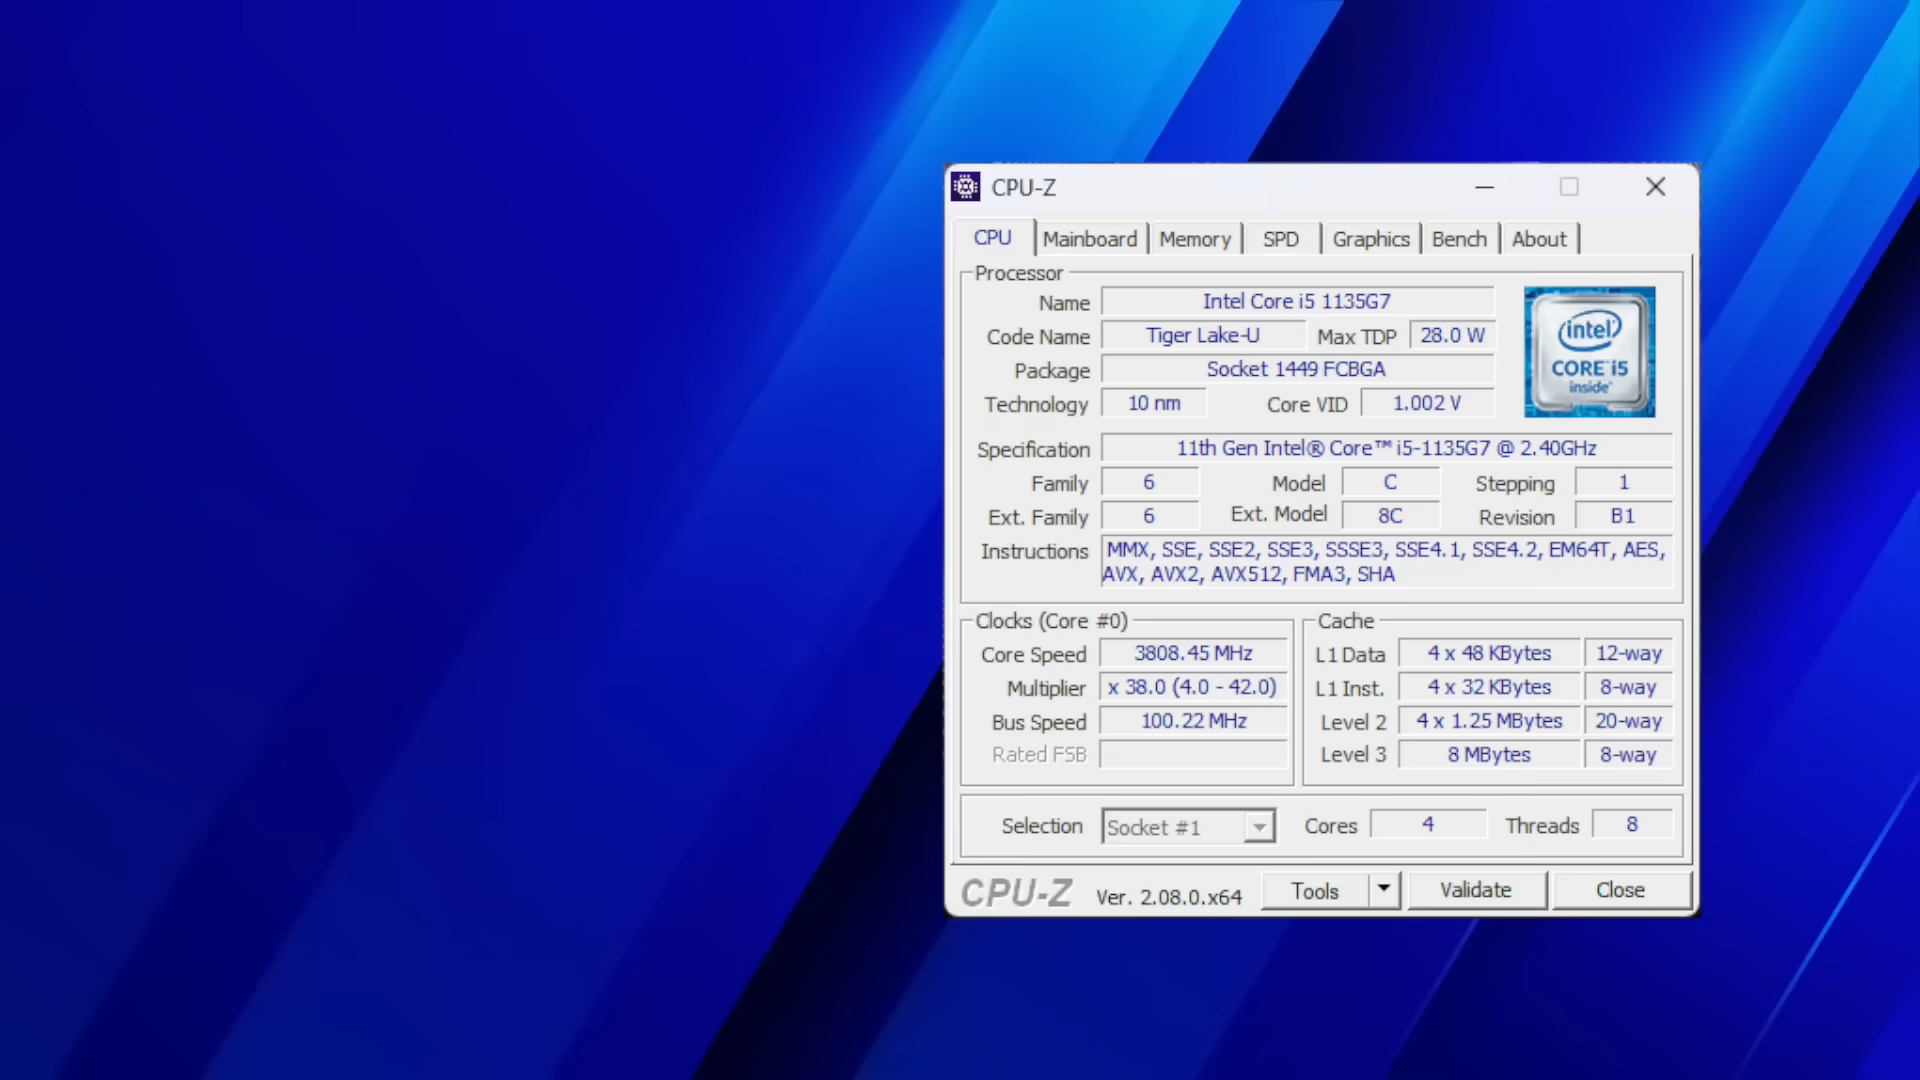 CPU-Z
CPU Mainboard Memory SPD Graphics Bench About
Processor
Name Intel Core i5 1135G7
Code Name Tiger Lake-U Max TDP 28.0 W
Package Socket 1449 FCBGA
Technology 10 nm Core VID 1.002 V
intel
CORE™ i5
inside™
Specification 11th Gen Intel® Core™ i5-1135G7 @ 2.40GHz
Family 6 Model C Stepping 1
Ext. Family 6 Ext. Model 8C Revision B1
Instructions MMX, SSE, SSE2, SSE3, SSSE3, SSE4.1, SSE4.2, EM64T, AES,
AVX, AVX2, AVX512, FMA3, SHA
Clocks (Core #0)
Core Speed 3808.45 MHz
Multiplier x 38.0 (4.0 - 42.0)
Bus Speed 100.22 MHz
Rated FSB
Cache
L1 Data 4 x 48 KBytes 12-way
L1 Inst. 4 x 32 KBytes 8-way
Level 2 4 x 1.25 MBytes 20-way
Level 3 8 MBytes 8-way
Selection Socket #1 Cores 4 Threads 8
CPU-Z Ver. 2.08.0.x64 Tools Validate Close